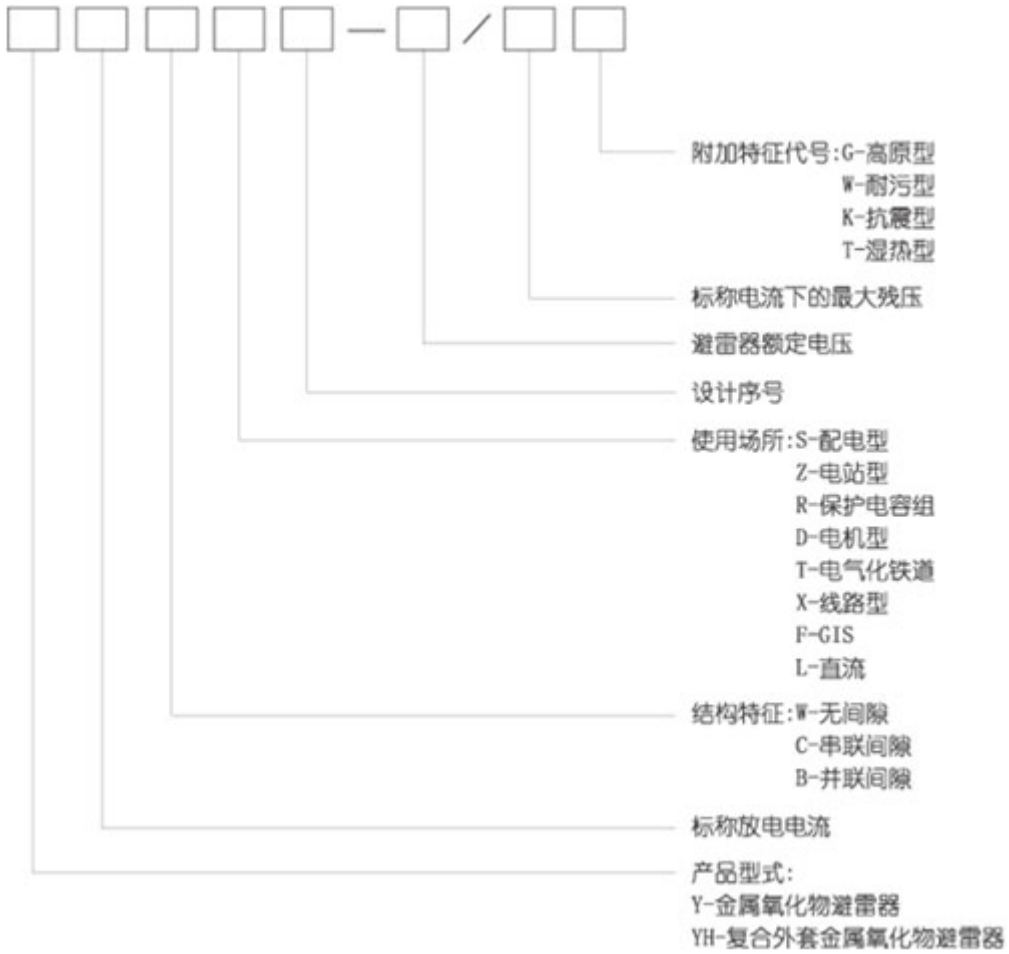 — /
附加特征代号:G-高原型
W-耐污型
K-抗震型
T-湿热型
标称电流下的最大残压
避雷器额定电压
设计序号
使用场所:S-配电型
Z-电站型
R-保护电容组
D-电机型
T-电气化铁道
X-线路型
F-GIS
L-直流
结构特征:W-无间隙
C-串联间隙
B-并联间隙
标称放电电流
产品型式:
Y-金属氧化物避雷器
YH-复合外套金属氧化物避雷器